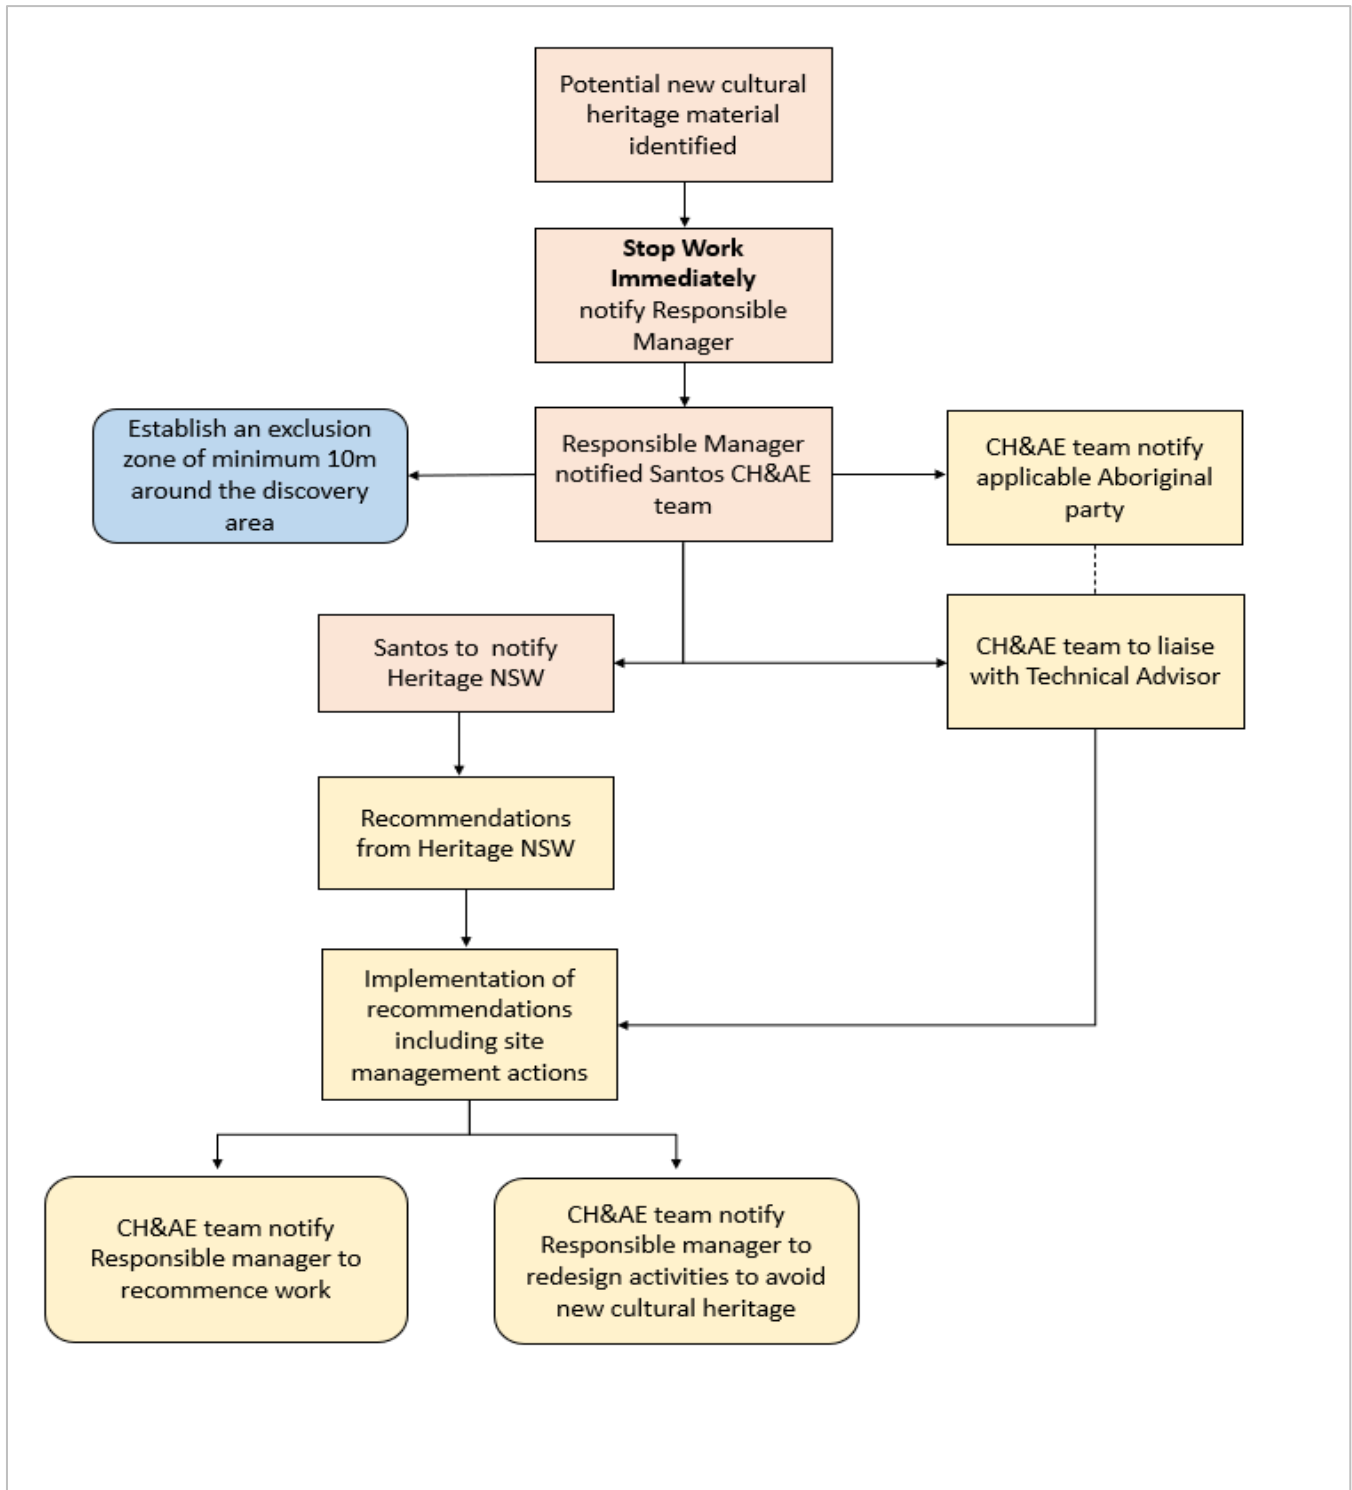 Potential new cultural
heritage material
identified
Stop Work
Immediately
notify Responsible
Manager
Establish an exclusion
zone of minimum 10m
around the discovery
area
Responsible Manager
notified Santos CH&AE
team
CH&AE team notify
applicable Aboriginal
party
Santos to  notify
Heritage NSW
CH&AE team to liaise
with Technical Advisor
Recommendations
from Heritage NSW
Implementation of
recommendations
including site
management actions
CH&AE team notify
Responsible manager to
recommence work
CH&AE team notify
Responsible manager to
redesign activities to avoid
new cultural heritage